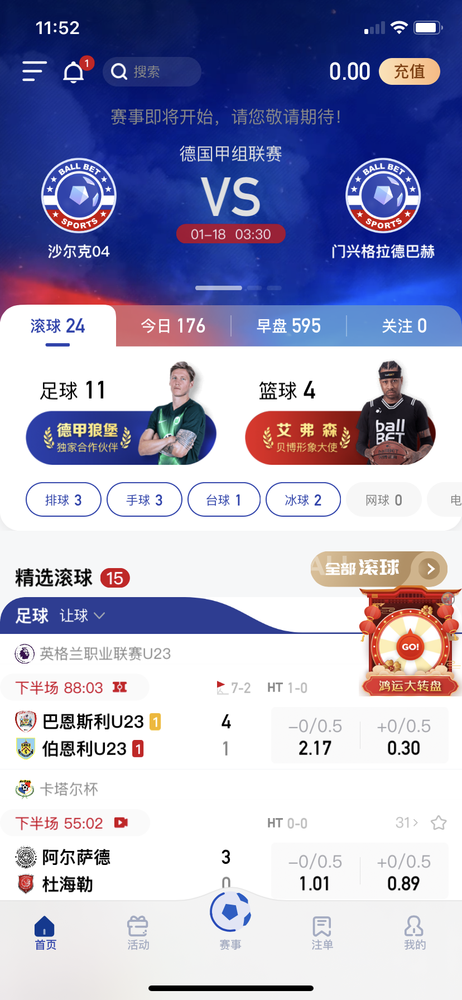 11:52
1
搜索
0.00
充值
赛事即将开始，请您敬请期待！
德国甲组联赛
BALL BET
SPORTS
VS
BALL BET
SPORTS
01-18 03:30
沙尔克04
门兴格拉德巴赫
滚球 24
今日 176
早盘 595
关注 0
足球 11
德甲狼堡
独家合作伙伴
篮球 4
艾弗森
贝博形象大使
ball
BET
排球 3
手球 3
台球 1
冰球 2
网球 0
电
精选滚球 15
全部滚球
足球 让球
GO!
鸿运大转盘
英格兰职业联赛U23
下半场 88:03
7-2
HT 1-0
巴恩斯利U23 1
4
-0/0.5
+0/0.5
伯恩利U23 1
1
2.17
0.30
卡塔尔杯
下半场 55:02
HT 0-0
31
阿尔萨德
3
-0/0.5
+0/0.5
杜海勒
0
1.01
0.89
首页
活动
赛事
注单
我的